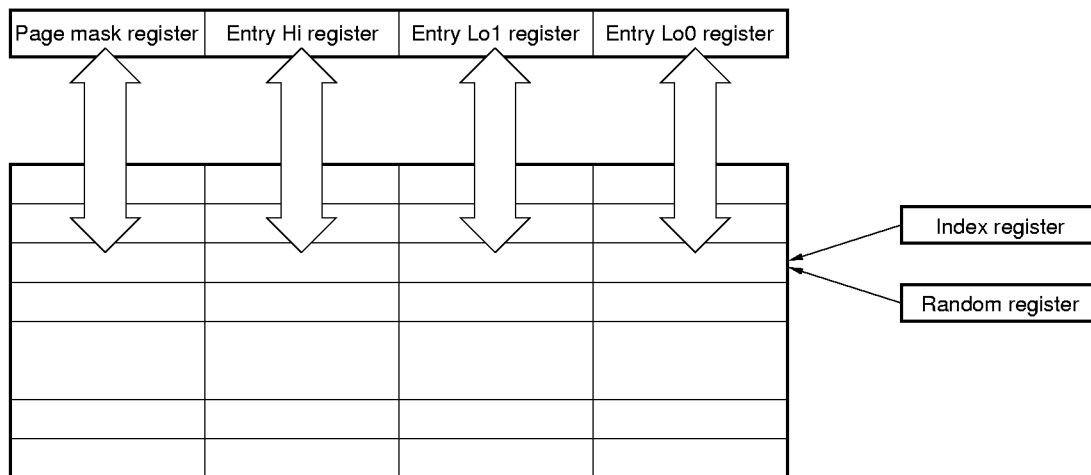 Page mask register Entry Hi register Entry Lo1 register Entry Lo0 register
Index register
Random register